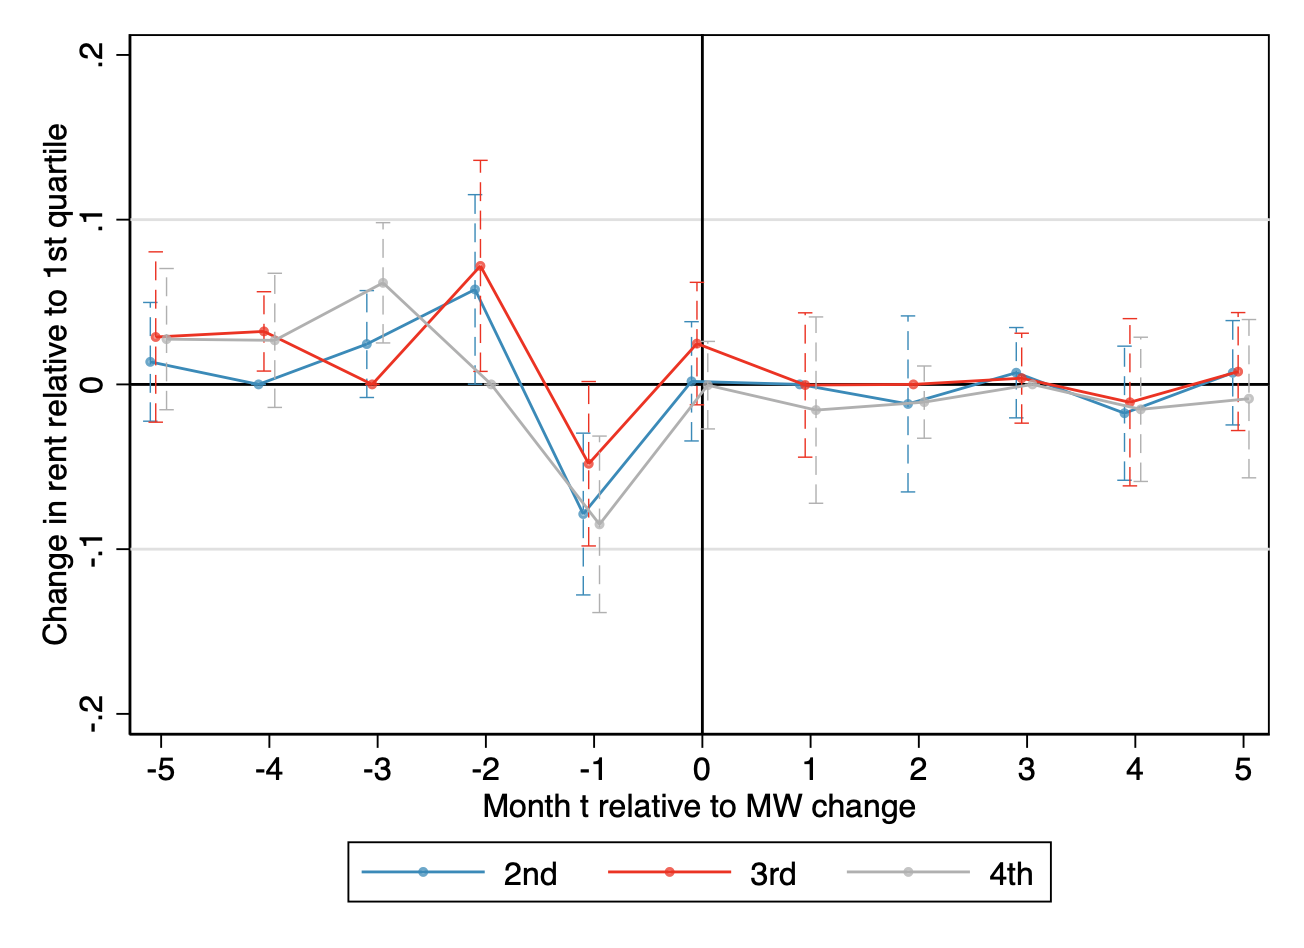 Change in rent relative to 1st quartile
.2
.1
0
-.1
-.2
-5 -4 -3 -2 -1 0 1 2 3 4 5
Month t relative to MW change
2nd 3rd 4th